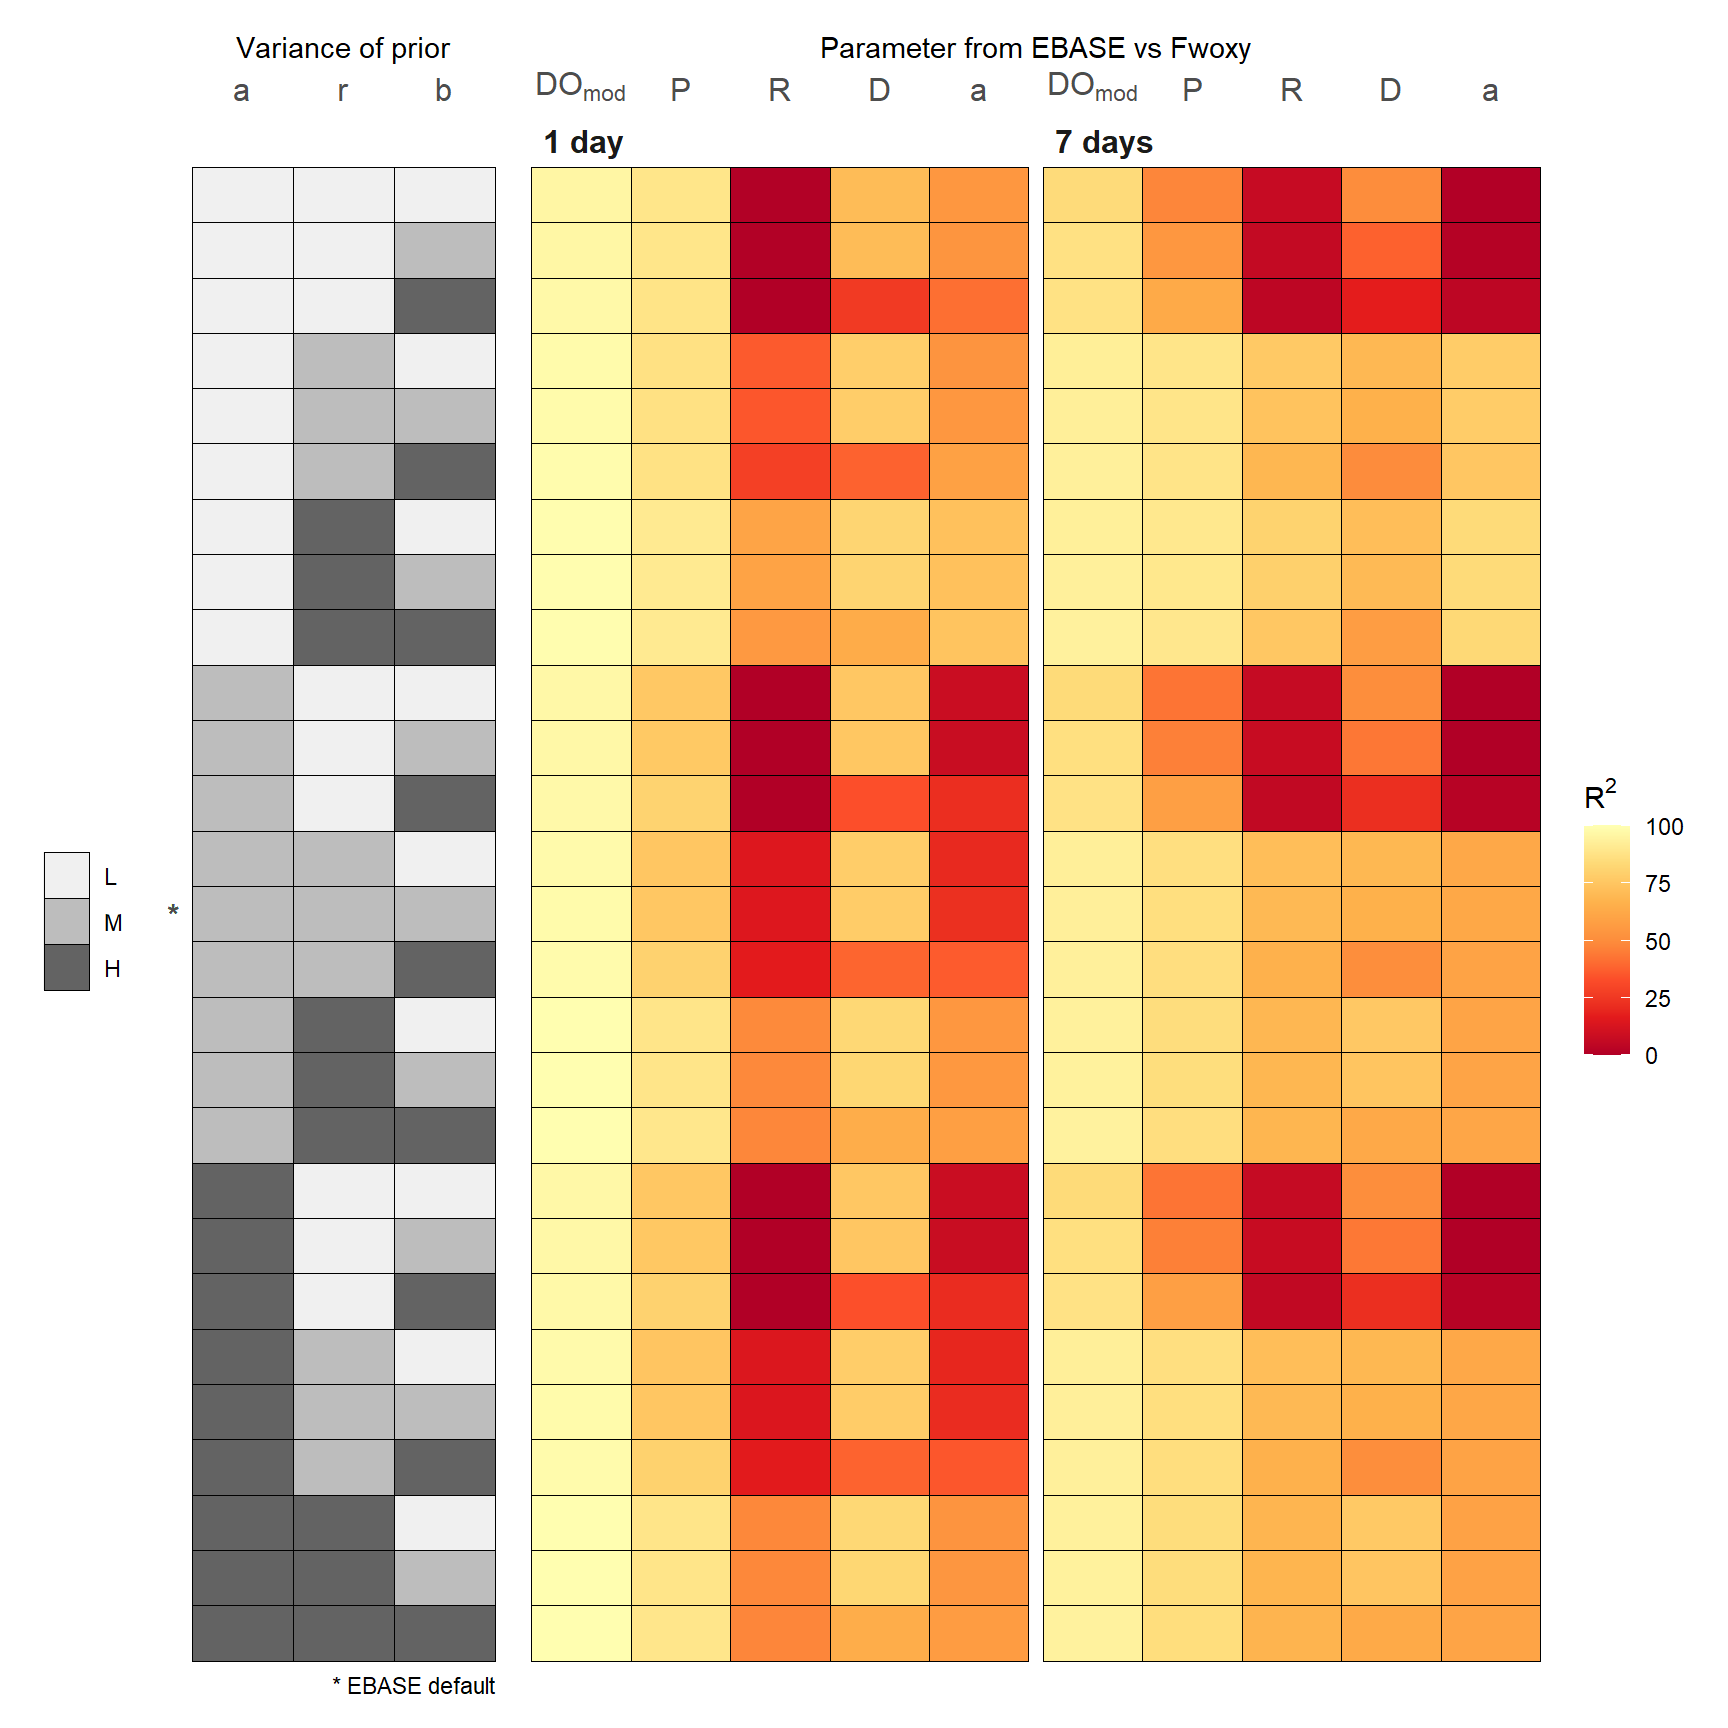 Variance of prior
Parameter from EBASE vs Fwoxy
a r b
DOmod P R D a DOmod P R D a
1 day
7 days
R2
100
75
50
25
0
L
M
H
*
* EBASE default